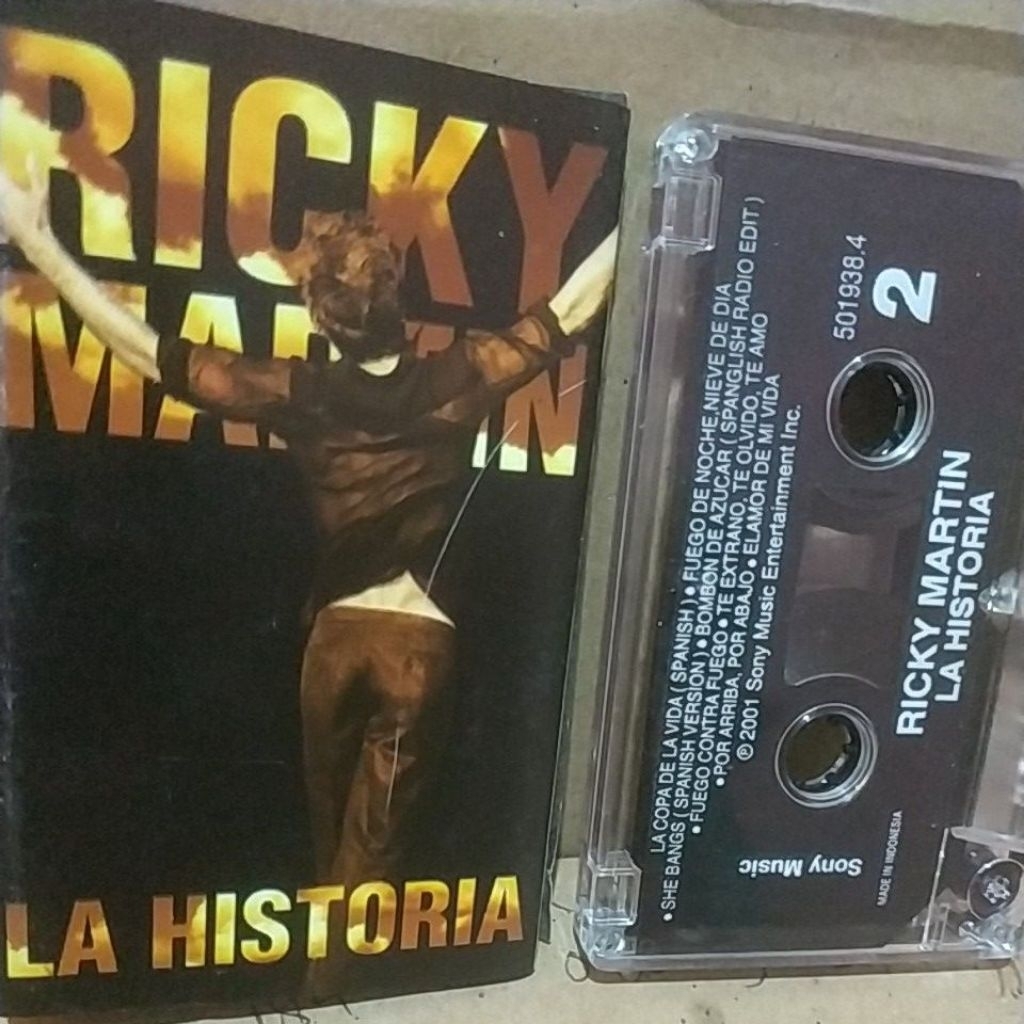 RICKY
MARTIN
LA HISTORIA
LA COPA DE LA VIDA ( SPANISH ) • FUEGO DE NOCHE,NIEVE DE DIA
• SHE BANGS ( SPANISH VERSION ) • BOMBON DE AZUCAR ( SPANGLISH RADIO EDIT )
• FUEGO CONTRA FUEGO • TE EXTRANO, TE OLVIDO, TE AMO
• POR ARRIBA, POR ABAJO • ELAMOR DE MI VIDA
℗ 2001 Sony Music Entertainment Inc.
501938.4
2
RICKY MARTIN
LA HISTORIA
Sony Music
MADE IN INDONESIA